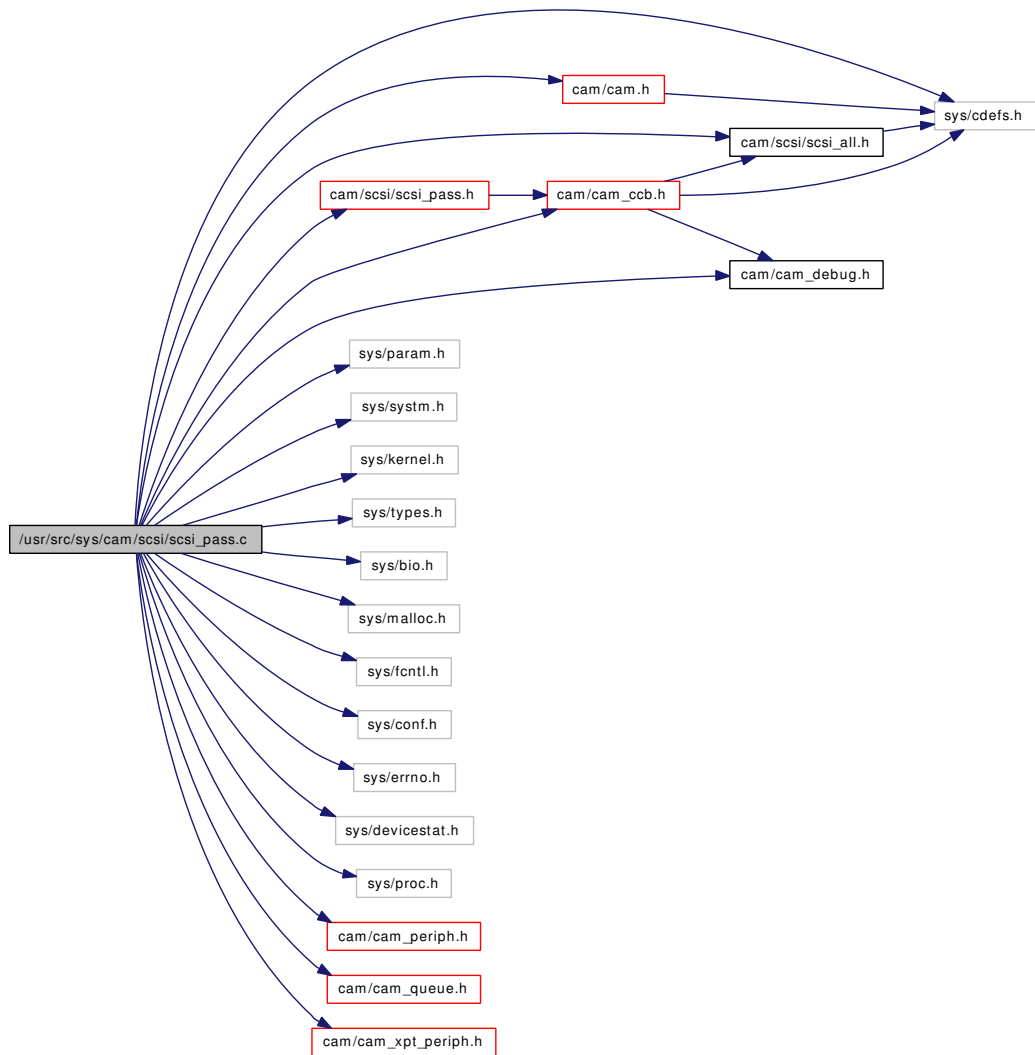 cam/cam.h
sys/cdefs.h
cam/scsi/scsi_all.h
cam/scsi/scsi_pass.h
cam/cam_ccb.h
cam/cam_debug.h
sys/param.h
sys/systm.h
sys/kernel.h
sys/types.h
/usr/src/sys/cam/scsi/scsi_pass.c
sys/bio.h
sys/malloc.h
sys/fcntl.h
sys/conf.h
sys/errno.h
sys/devicestat.h
sys/proc.h
cam/cam_periph.h
cam/cam_queue.h
cam/cam_xpt_periph.h